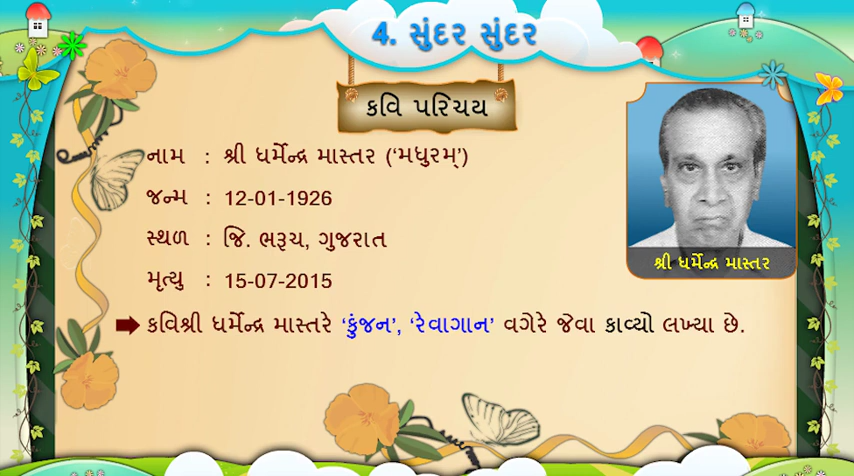 4. સુંદર સુંદર
કવિ પરિચય
નામ : શ્રી ધર્મેન્દ્ર માસ્તર (‘મધુરમ્’)
જન્મ : 12-01-1926
સ્થળ : જિ. ભરૂચ, ગુજરાત
મૃત્યુ : 15-07-2015
શ્રી ધર્મેન્દ્ર માસ્તર
➡ કવિશ્રી ધર્મેન્દ્ર માસ્તરે ‘કુંજન’, ‘રેવાગાન’ વગેરે જેવા કાવ્યો લખ્યા છે.